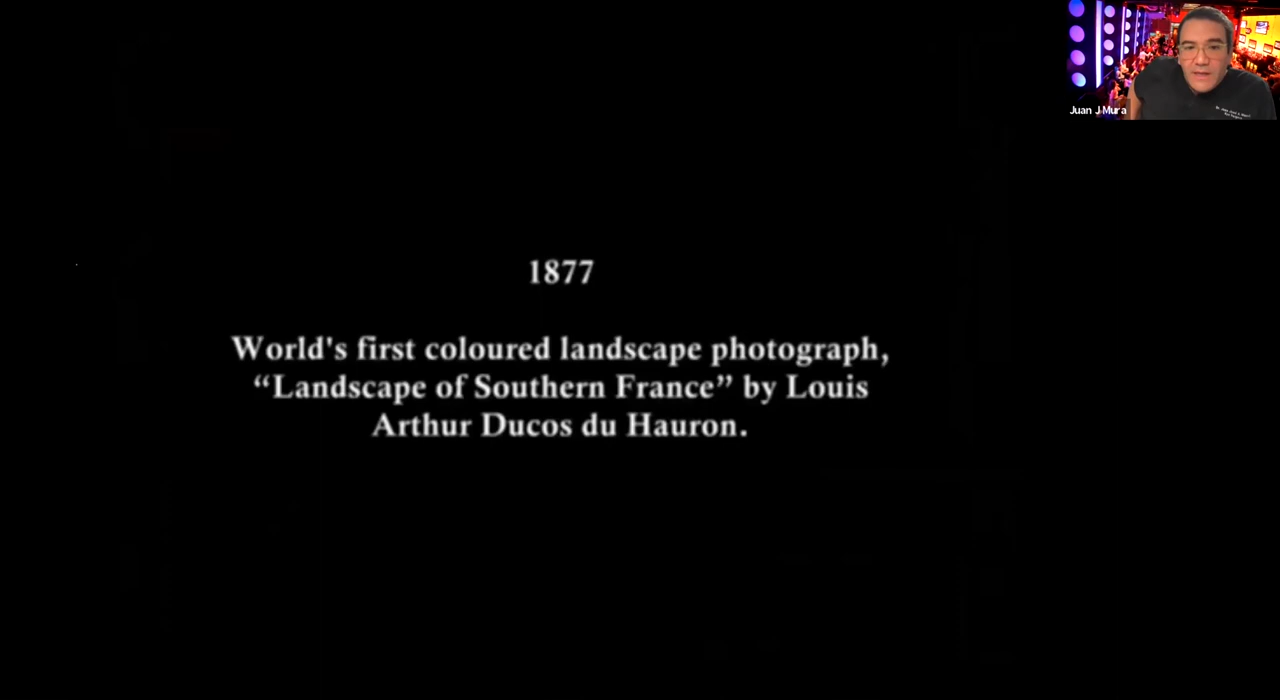 Juan J Mura
1877
World's first coloured landscape photograph,
“Landscape of Southern France” by Louis
Arthur Ducos du Hauron.